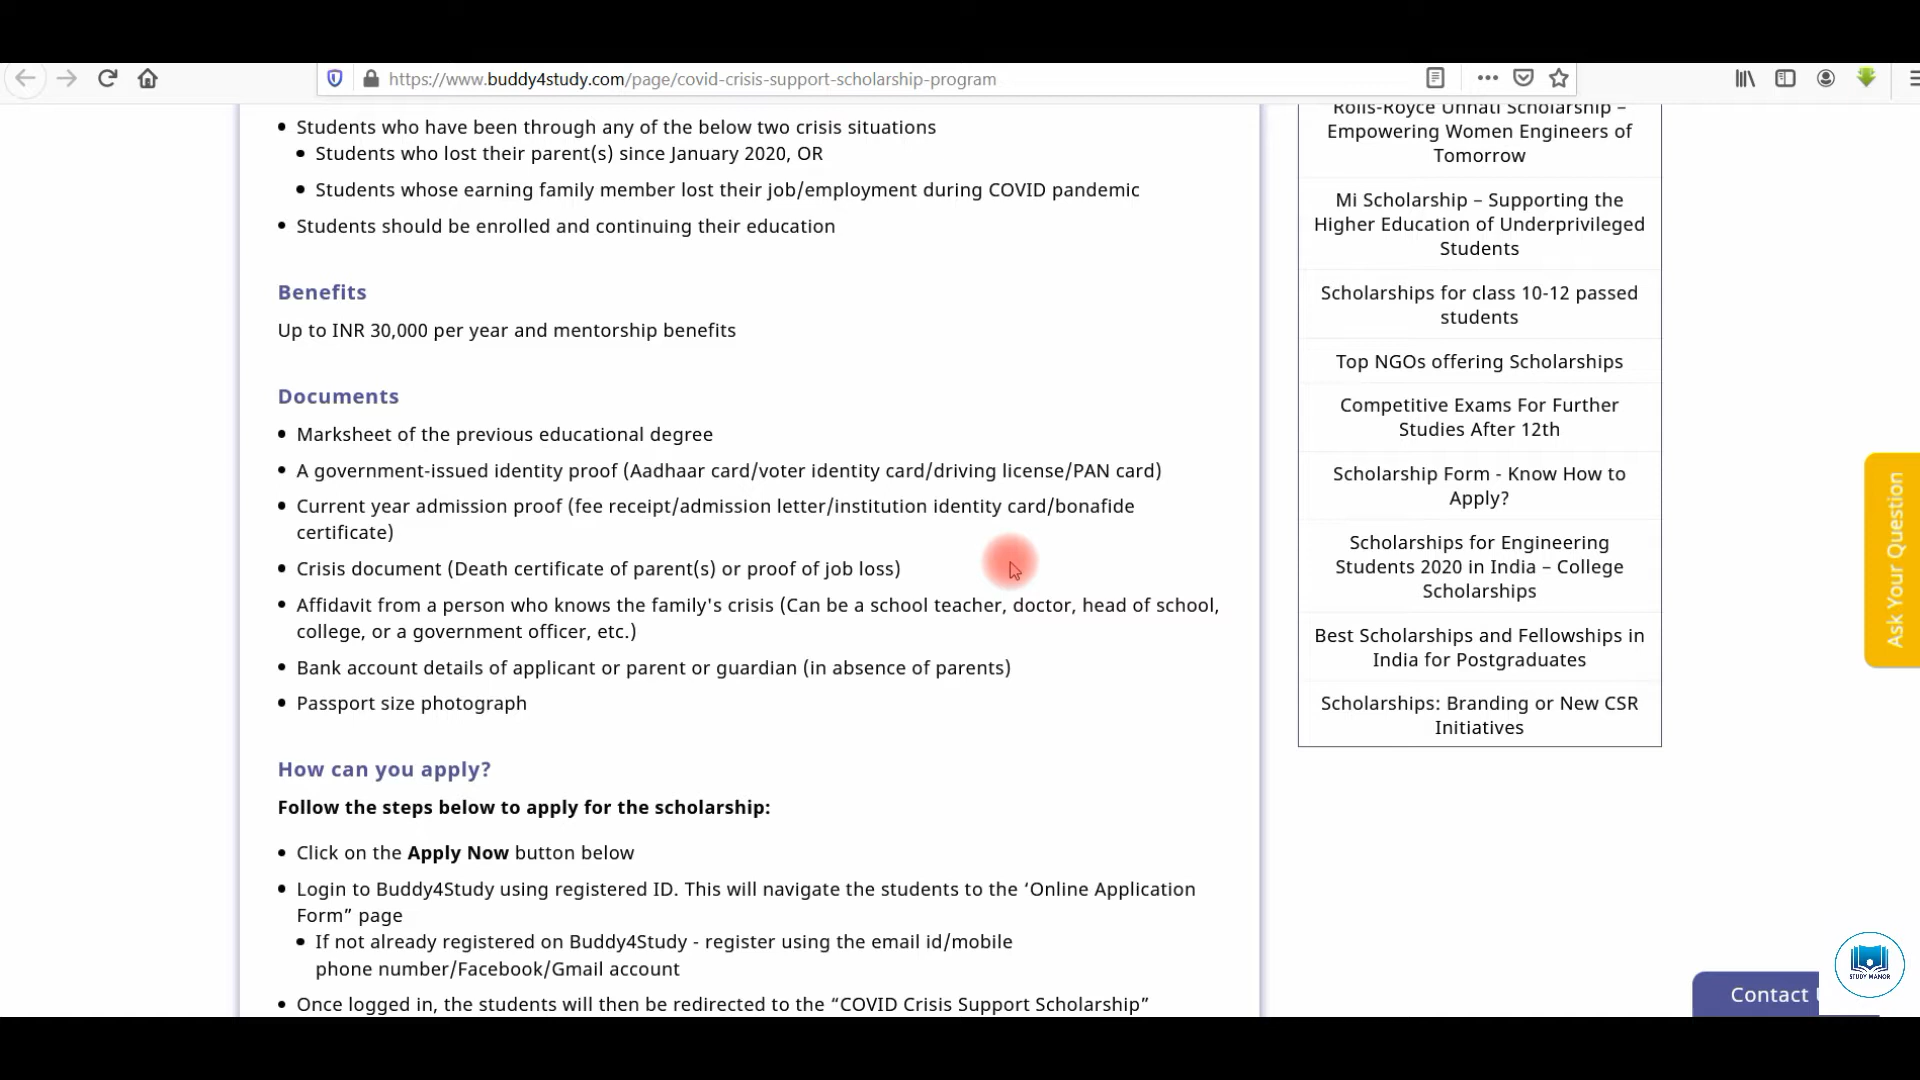 https://www.buddy4study.com/page/covid-crisis-support-scholarship-program
Students who have been through any of the below two crisis situations
Students who lost their parent(s) since January 2020, OR
Students whose earning family member lost their job/employment during COVID pandemic
Students should be enrolled and continuing their education
Benefits
Up to INR 30,000 per year and mentorship benefits
Documents
Marksheet of the previous educational degree
A government-issued identity proof (Aadhaar card/voter identity card/driving license/PAN card)
Current year admission proof (fee receipt/admission letter/institution identity card/bonafide
certificate)
Crisis document (Death certificate of parent(s) or proof of job loss)
Affidavit from a person who knows the family's crisis (Can be a school teacher, doctor, head of school,
college, or a government officer, etc.)
Bank account details of applicant or parent or guardian (in absence of parents)
Passport size photograph
How can you apply?
Follow the steps below to apply for the scholarship:
Click on the Apply Now button below
Login to Buddy4Study using registered ID. This will navigate the students to the ‘Online Application
Form” page
If not already registered on Buddy4Study - register using the email id/mobile
phone number/Facebook/Gmail account
Once logged in, the students will then be redirected to the “COVID Crisis Support Scholarship”
Rolls-Royce Unnati Scholarship –
Empowering Women Engineers of
Tomorrow
Mi Scholarship – Supporting the
Higher Education of Underprivileged
Students
Scholarships for class 10-12 passed
students
Top NGOs offering Scholarships
Competitive Exams For Further
Studies After 12th
Scholarship Form - Know How to
Apply?
Scholarships for Engineering
Students 2020 in India – College
Scholarships
Best Scholarships and Fellowships in
India for Postgraduates
Scholarships: Branding or New CSR
Initiatives
Ask Your Question
STUDY MANOR
Contact